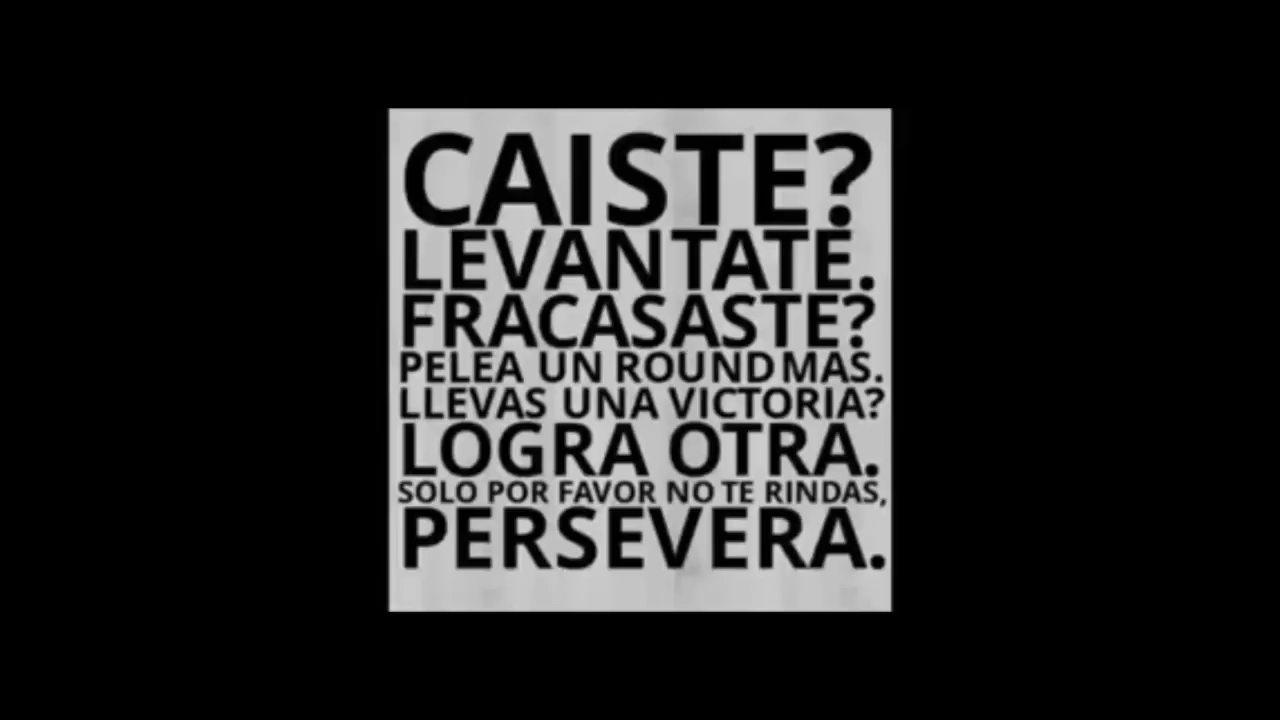 CAISTE?
LEVANTATE.
FRACASASTE?
PELEA UN ROUND MAS.
LLEVAS UNA VICTORIA?
LOGRA OTRA.
SOLO POR FAVOR NO TE RINDAS,
PERSEVERA.